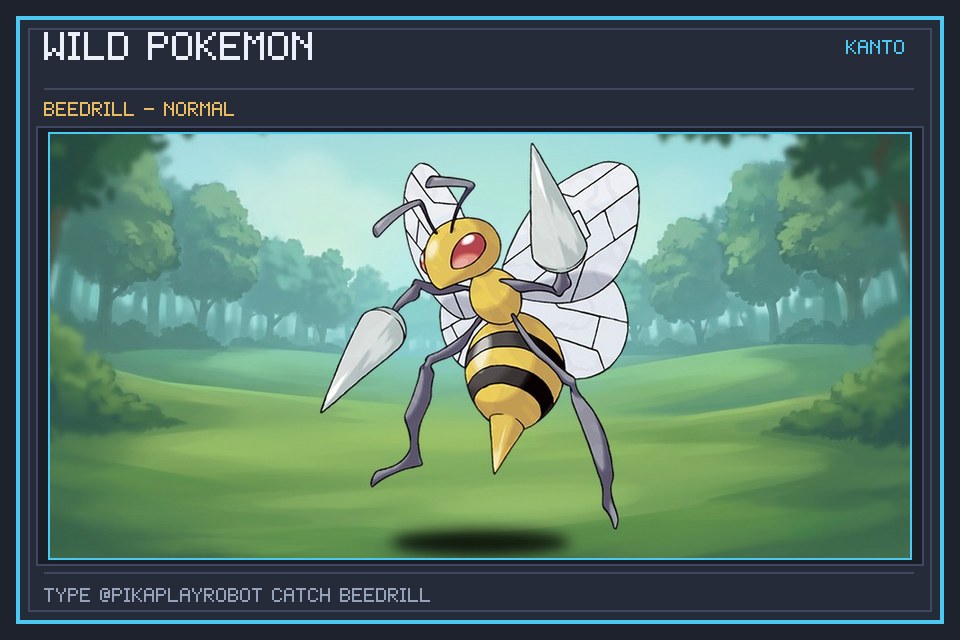 WILD POKEMON
KANTO
BEEDRILL - NORMAL
TYPE @PIKAPLAYROBOT CATCH BEEDRILL